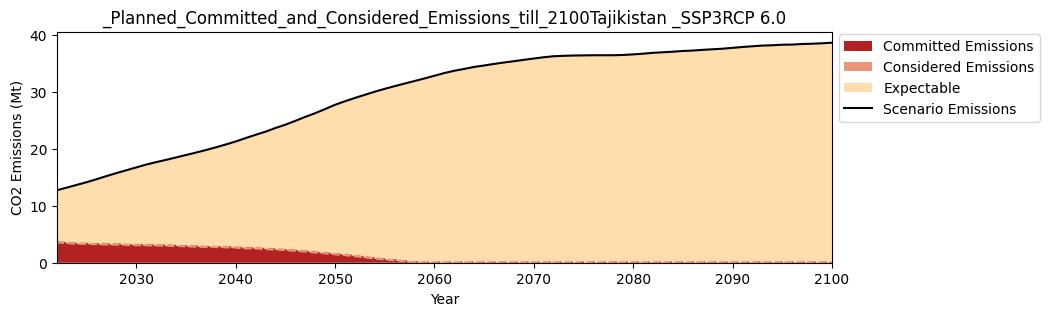 _Planned_Committed_and_Considered_Emissions_till_2100Tajikistan _SSP3RCP 6.0
40
30
20
10
0
CO2 Emissions (Mt)
2030
2040
2050
2060
2070
2080
2090
2100
Year
Committed Emissions
Considered Emissions
Expectable
Scenario Emissions